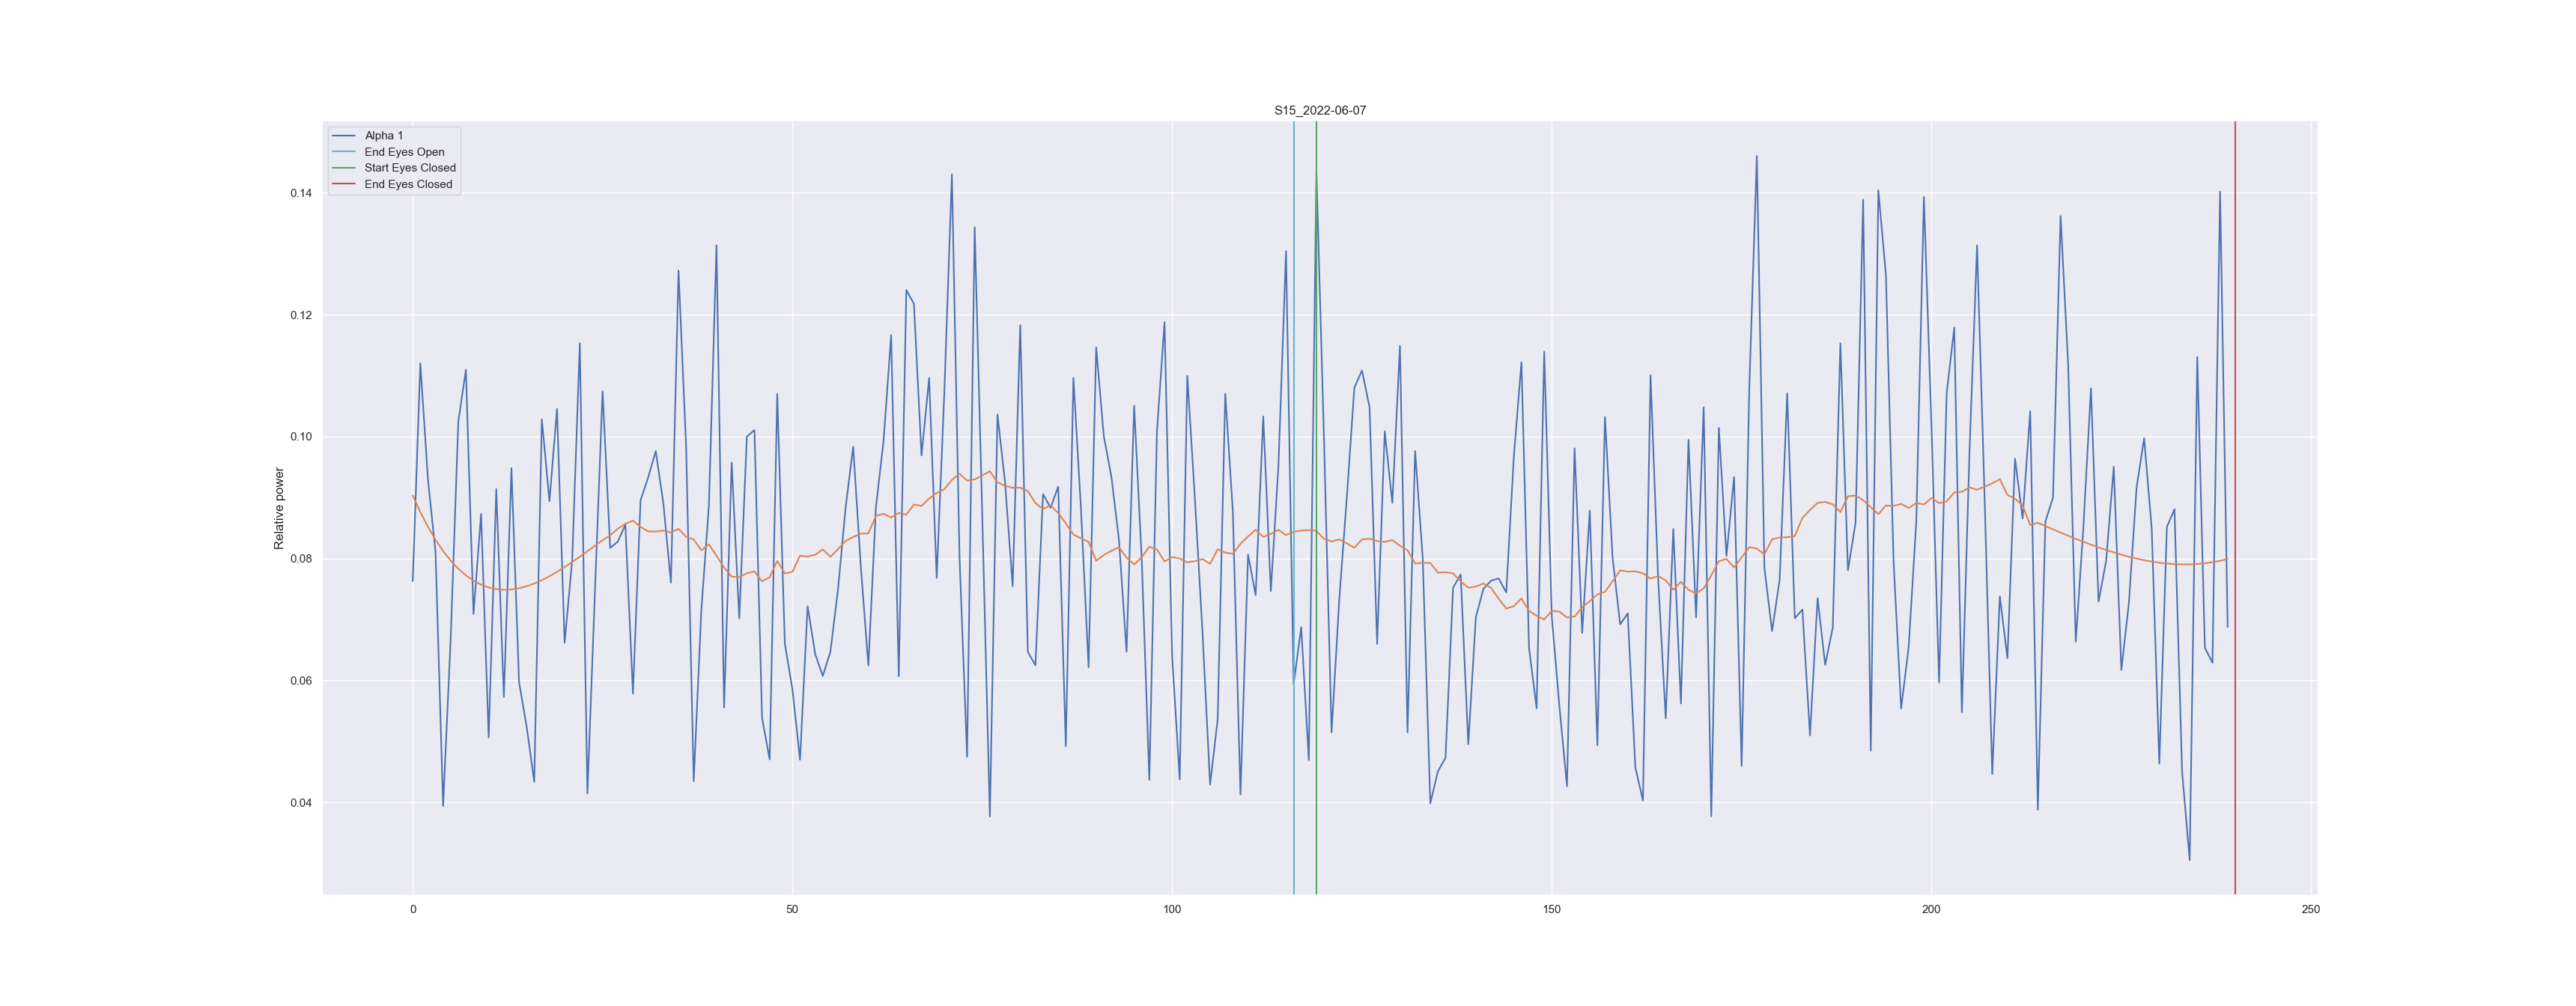 S15_2022-06-07
Alpha 1
End Eyes Open
Start Eyes Closed
End Eyes Closed
Relative power
0.14
0.12
0.10
0.08
0.06
0.04
0
50
100
150
200
250